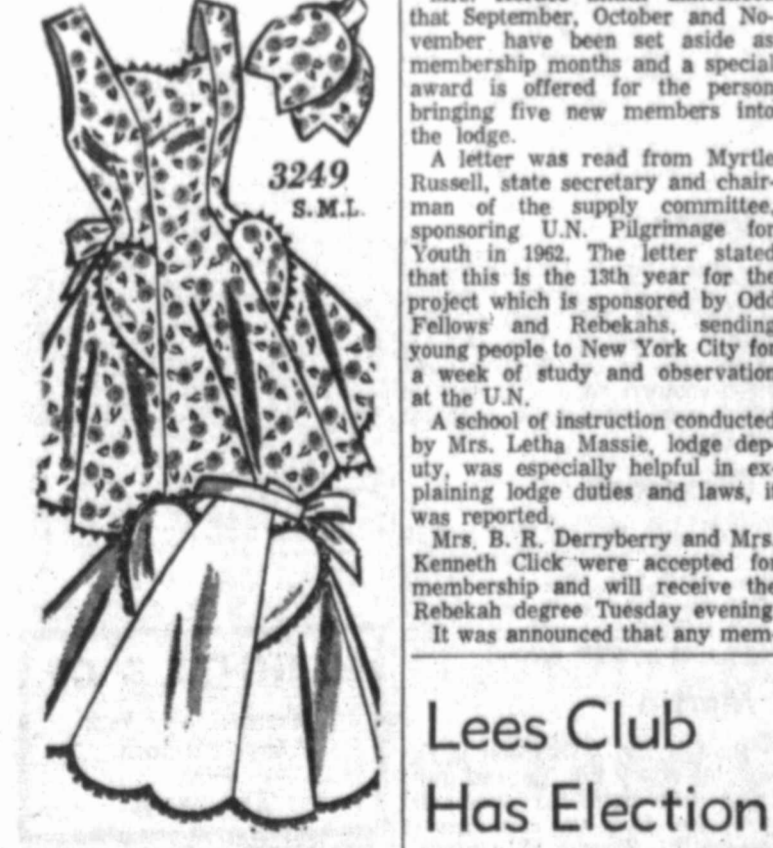 3249
S.M.L.
that September, October and No-
vember have been set aside as
membership months and a special
award is offered for the person
bringing five new members into
the lodge.
A letter was read from Myrtle
Russell, state secretary and chair-
man of the supply committee,
sponsoring U.N. Pilgrimage for
Youth in 1962. The letter stated
that this is the 13th year for the
project which is sponsored by Odd
Fellows' and Rebekahs, sending
young people to New York City for
a week of study and observation
at the U.N.
A school of instruction conducted
by Mrs. Letha Massie, lodge dep-
uty, was especially helpful in ex-
plaining lodge duties and laws, it
was reported.
Mrs. B. R. Derryberry and Mrs.
Kenneth Click were accepted for
membership and will receive the
Rebekah degree Tuesday evening.
It was announced that any mem-
Lees Club
Has Election